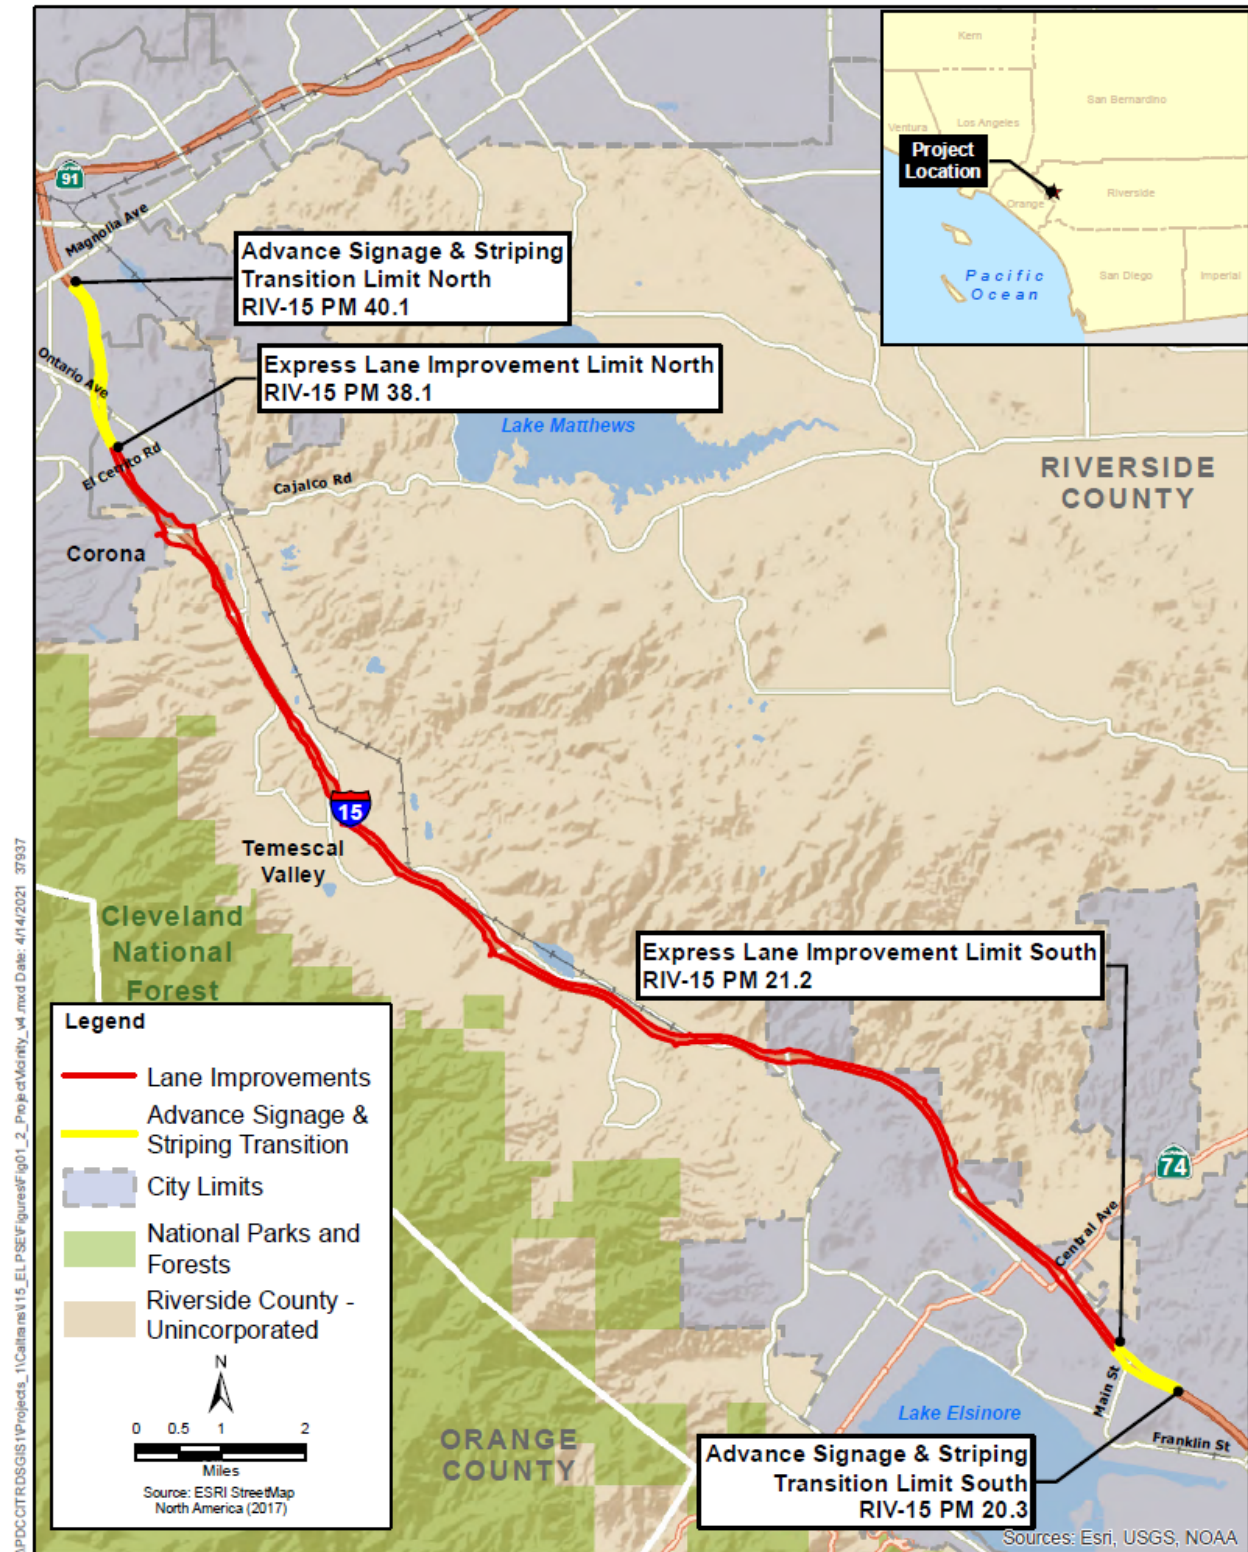 Kern
San Bernardino
Ventura
Los Angeles
Project
Location
Orange
Riverside
Pacific
Ocean
San Diego
Imperial
91
Magnolia Ave
Advance Signage & Striping
Transition Limit North
RIV-15 PM 40.1
Ontario Ave
Express Lane Improvement Limit North
RIV-15 PM 38.1
Lake Matthews
El Cerrito Rd
Cajalco Rd
RIVERSIDE
COUNTY
Corona
15
Temescal
Valley
Cleveland
National
Forest
Express Lane Improvement Limit South
RIV-15 PM 21.2
74
Central Ave
Main St
Lake Elsinore
Franklin St
ORANGE
COUNTY
Advance Signage & Striping
Transition Limit South
RIV-15 PM 20.3
Legend
Lane Improvements
Advance Signage &
Striping Transition
City Limits
National Parks and
Forests
Riverside County -
Unincorporated
N
0 0.5 1 2
Miles
Source: ESRI StreetMap
North America (2017)
Sources: Esri, USGS, NOAA
Date: 4/14/2021 37937